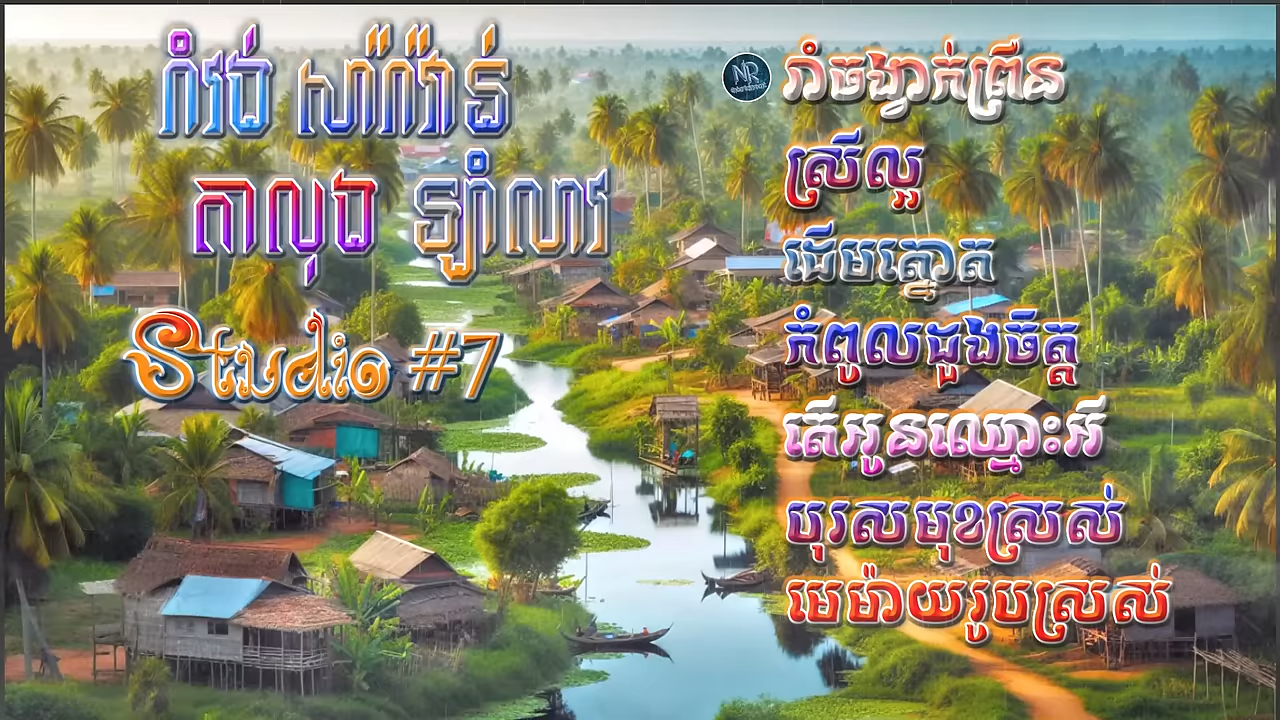 រាំវង់ សារ៉ាវ៉ាន់
តាលុង ឡាំលាវ
Studio #7
NR
រាំចង្វាក់ព្រីន
ស្រីល្អ
ដើមត្នោត
កំពូលដួងចិត្ត
តើអូនឈ្មោះអី
បុរសមុខស្រស់
មេម៉ាយរូបស្រស់